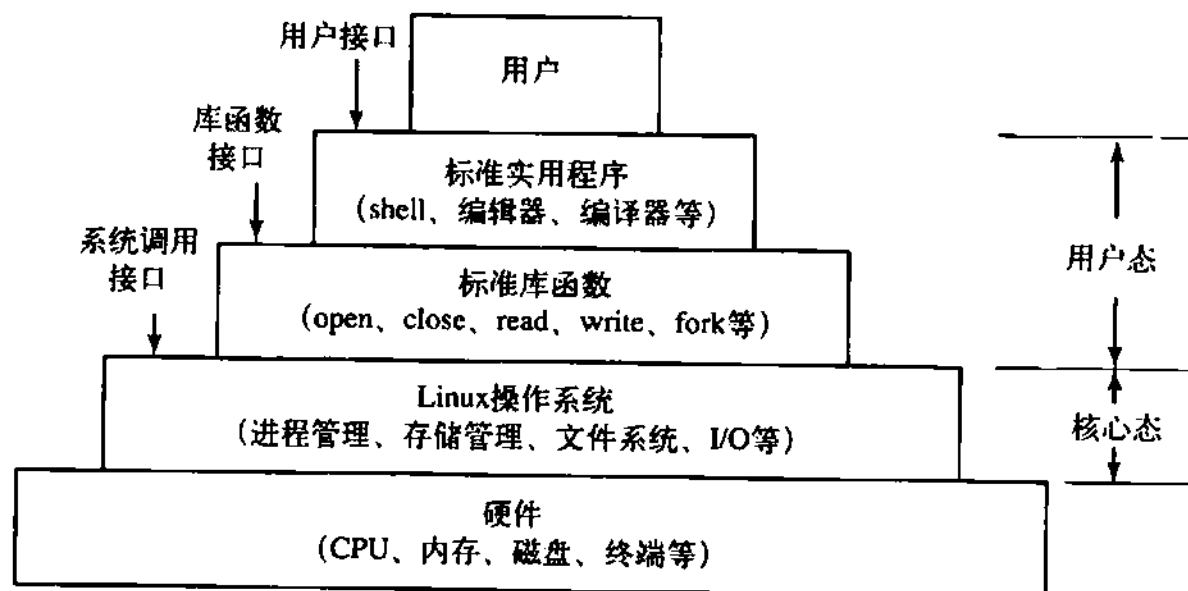 用户接口
用户
库函数
接口
标准实用程序
(shell、编辑器、编译器等)
系统调用
接口
标准库函数
(open、close、read、write、fork等)
用户态
Linux操作系统
(进程管理、存储管理、文件系统、I/O等)
核心态
硬件
(CPU、内存、磁盘、终端等)